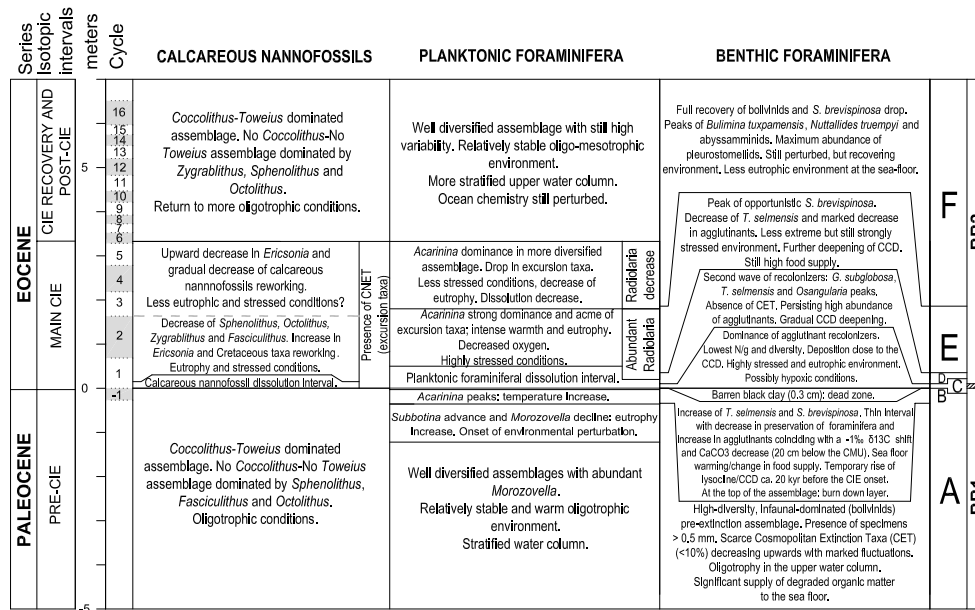 Series
Isotopic
intervals
meters
Cycle
CALCAREOUS NANNOFOSSILS
PLANKTONIC FORAMINIFERA
BENTHIC FORAMINIFERA
EOCENE
PALEOCENE
CIE RECOVERY AND
POST-CIE
MAIN CIE
PRE-CIE
5
0
-5
16
15
14
13
12
11
10
9
8
7
6
5
4
3
2
1
-1
Coccolithus-Toweius dominated
assemblage. No Coccolithus-No
Toweius assemblage dominated by
Zygrablithus, Sphenolithus and
Octolithus.
Return to more oligotrophic conditions.
Upward decrease in Ericsonia and
gradual decrease of calcareous
nannnofossils reworking.
Less eutrophic and stressed conditions?
Decrease of Sphenolithus, Octolithus,
Zygrablithus and Fasciculithus. Increase in
Ericsonia and Cretaceous taxa reworking.
Eutrophy and stressed conditions.
Calcareous nannofossil dissolution Interval.
Presence of CNET
(excursion taxa)
Coccolithus-Toweius dominated
assemblage. No Coccolithus-No Toweius
assemblage dominated by Sphenolithus,
Fasciculithus and Octolithus.
Oligotrophic conditions.
Well diversified assemblage with still high
variability. Relatively stable oligo-mesotrophic
environment.
More stratified upper water column.
Ocean chemistry still perturbed.
Acarinina dominance in more diversified
assemblage. Drop in excursion taxa.
Less stressed conditions, decrease of
eutrophy. Dissolution decrease.
Radiolaria
decrease
Acarinina strong dominance and acme of
excursion taxa; intense warmth and eutrophy.
Decreased oxygen.
Highly stressed conditions.
Abundant
Radiolaria
Planktonic foraminiferal dissolution interval.
Acarinina peaks: temperature Increase.
Subbotina advance and Morozovella decline: eutrophy
Increase. Onset of environmental perturbation.
Well diversified assemblages with abundant
Morozovella.
Relatively stable and warm oligotrophic
environment.
Stratified water column.
Full recovery of bolivinids and S. brevispinosa drop.
Peaks of Bulimina tuxpamensis, Nuttallides truempyi and
abyssamminids. Maximum abundance of
pleurostomellids. Still perturbed, but recovering
environment. Less eutrophic environment at the sea-floor.
Peak of opportunistic S. brevispinosa.
Decrease of T. selmensis and marked decrease
in agglutinants. Less extreme but still strongly
stressed environment. Further deepening of CCD.
Still high food supply.
Second wave of recolonizers: G. subglobosa,
T. selmensis and Osangularia peaks.
Absence of CET. Persisting high abundance
of agglutinants. Gradual CCD deepening.
Dominance of agglutinant recolonizers.
Lowest N/g and diversity. Deposition close to the
CCD. Highly stressed and eutrophic environment.
Possibly hypoxic conditions.
Barren black clay (0.3 cm): dead zone.
Increase of T. selmensis and S. brevispinosa. Thin interval
with decrease in preservation of foraminifera and
Increase in agglutinants coinciding with a -1‰ δ13C shift
and CaCO3 decrease (20 cm below the CMU). Sea floor
warming/change in food supply. Temporary rise of
lysocline/CCD ca. 20 kyr before the CIE onset.
At the top of the assemblage: burn down layer.
High-diversity, Infaunal-dominated (bolivinids)
pre-extinction assemblage. Presence of specimens
> 0.5 mm. Scarce Cosmopolitan Extinction Taxa (CET)
(<10%) decreasing upwards with marked fluctuations.
Oligotrophy in the upper water column.
Significant supply of degraded organic matter
to the sea floor.
F
E
D
C
B
A